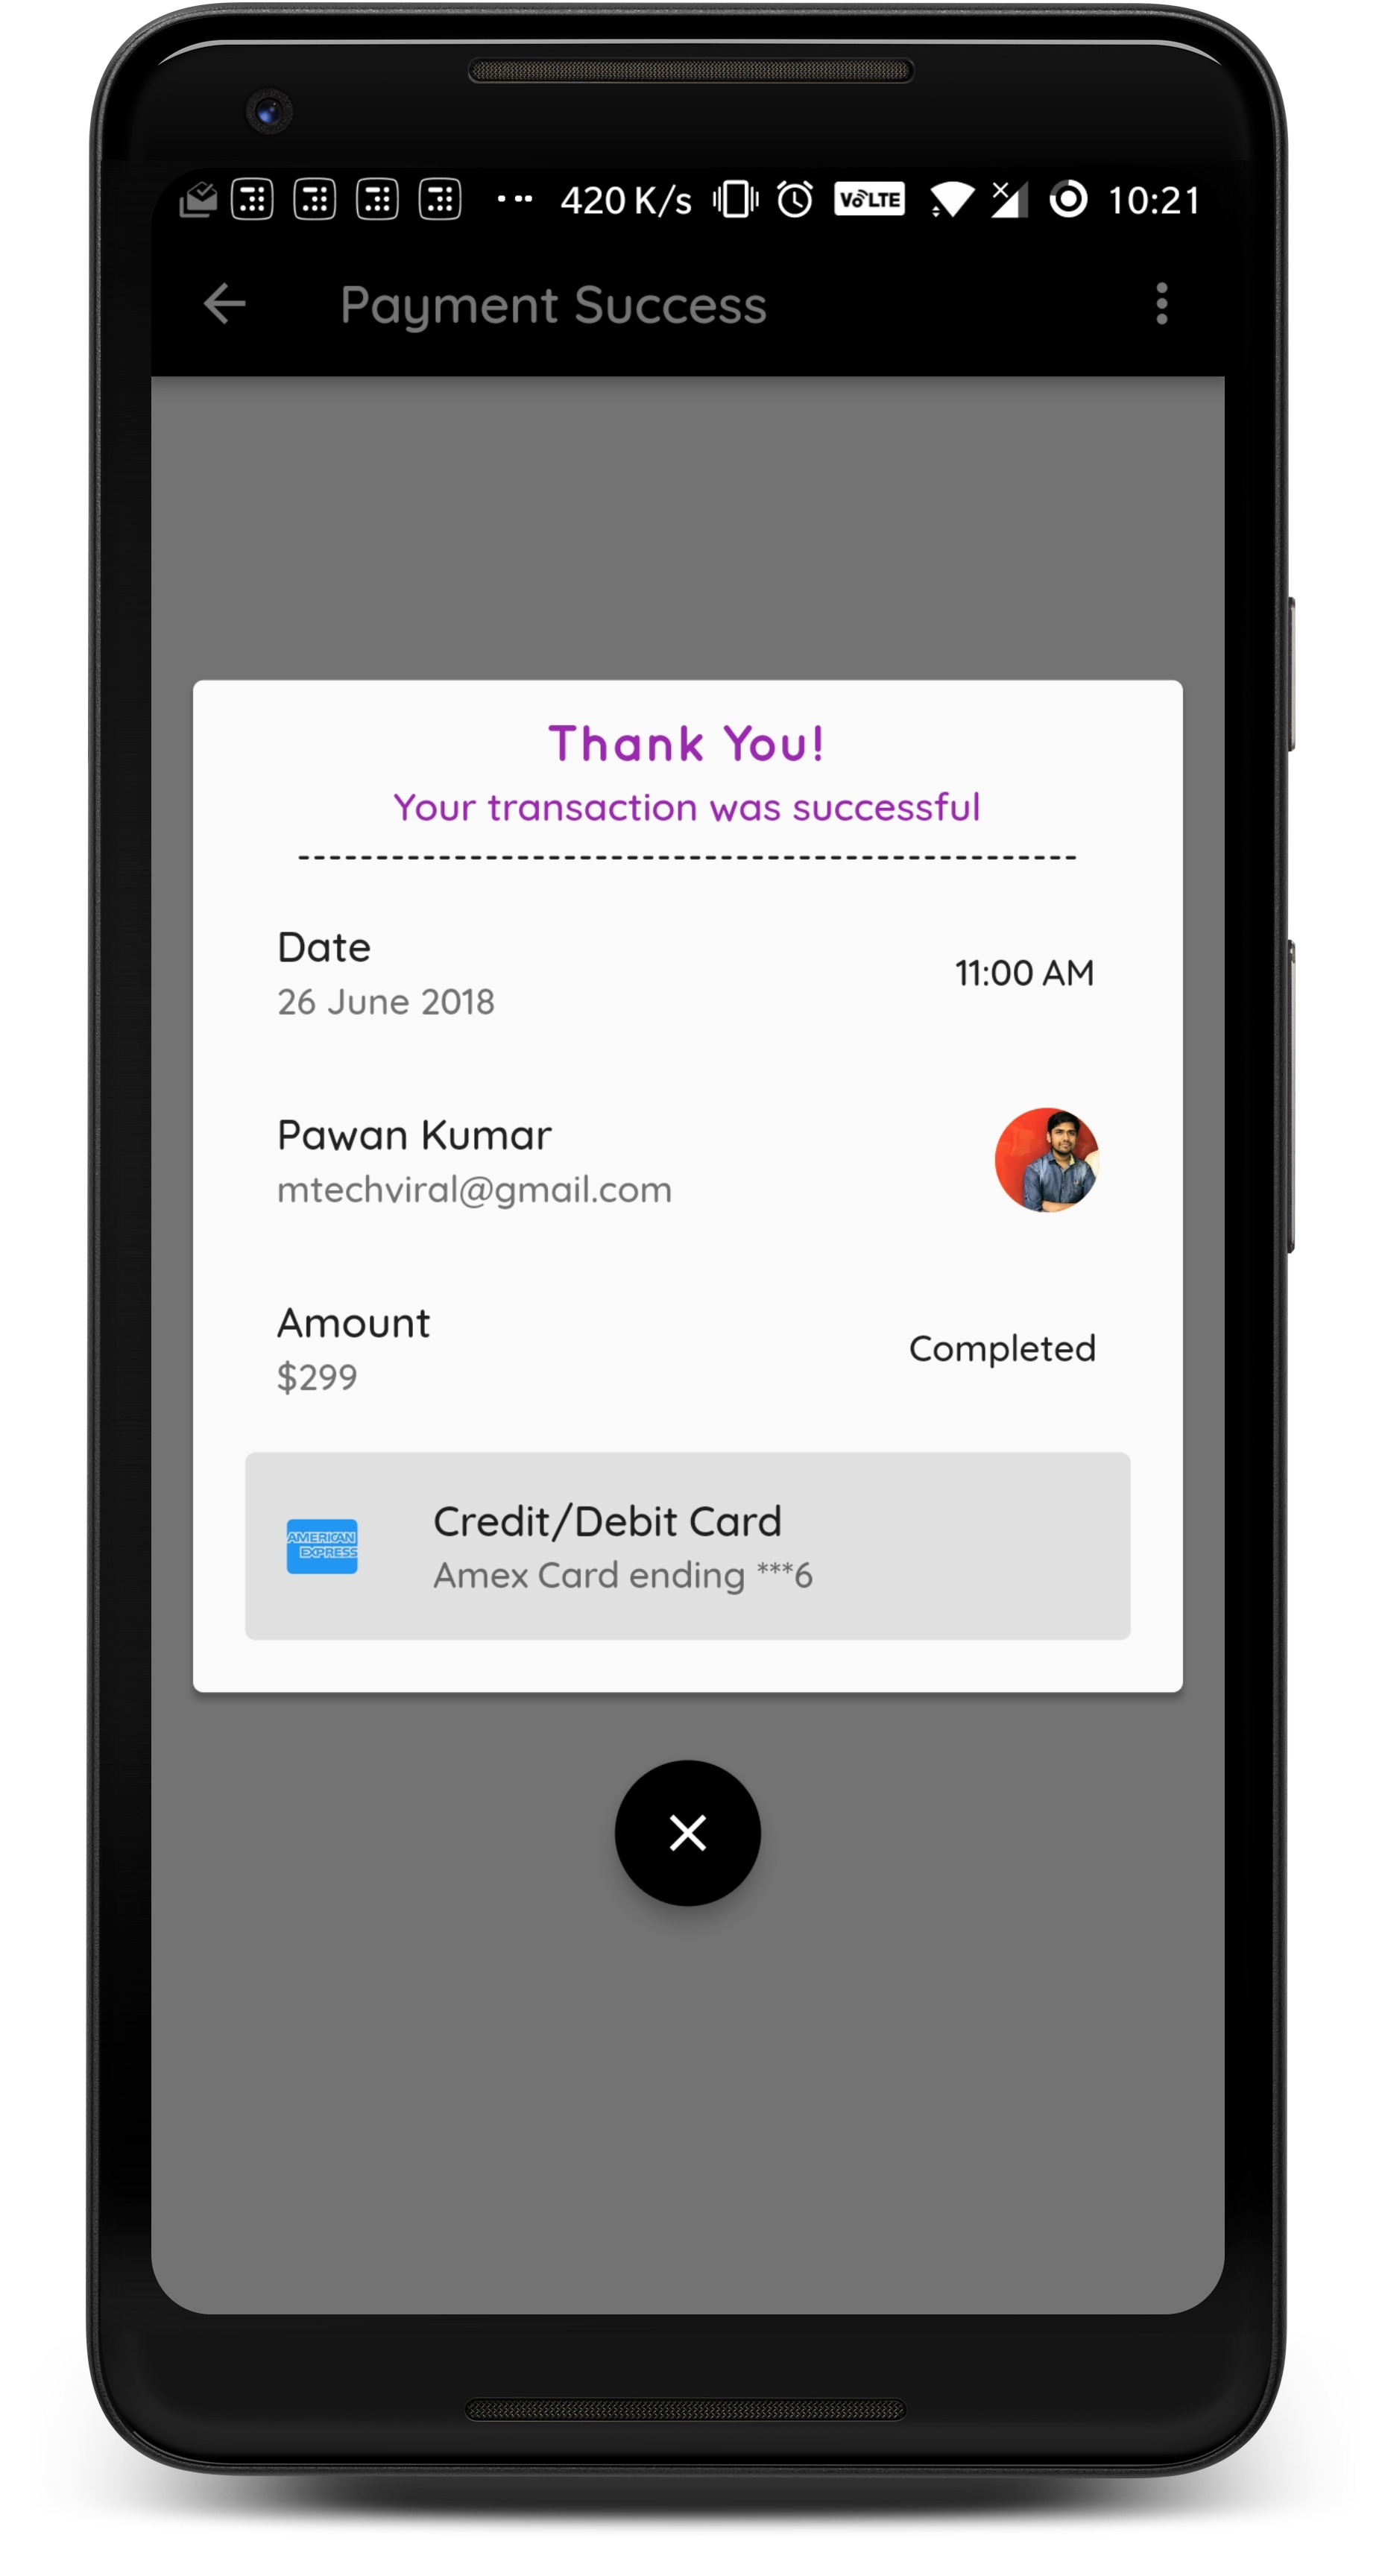 420 K/s VoLTE 10:21
Payment Success
Thank You!
Your transaction was successful
Date
11:00 AM
26 June 2018
Pawan Kumar
mtechviral@gmail.com
Amount
Completed
$299
AMERICAN
EXPRESS
Credit/Debit Card
Amex Card ending ***6